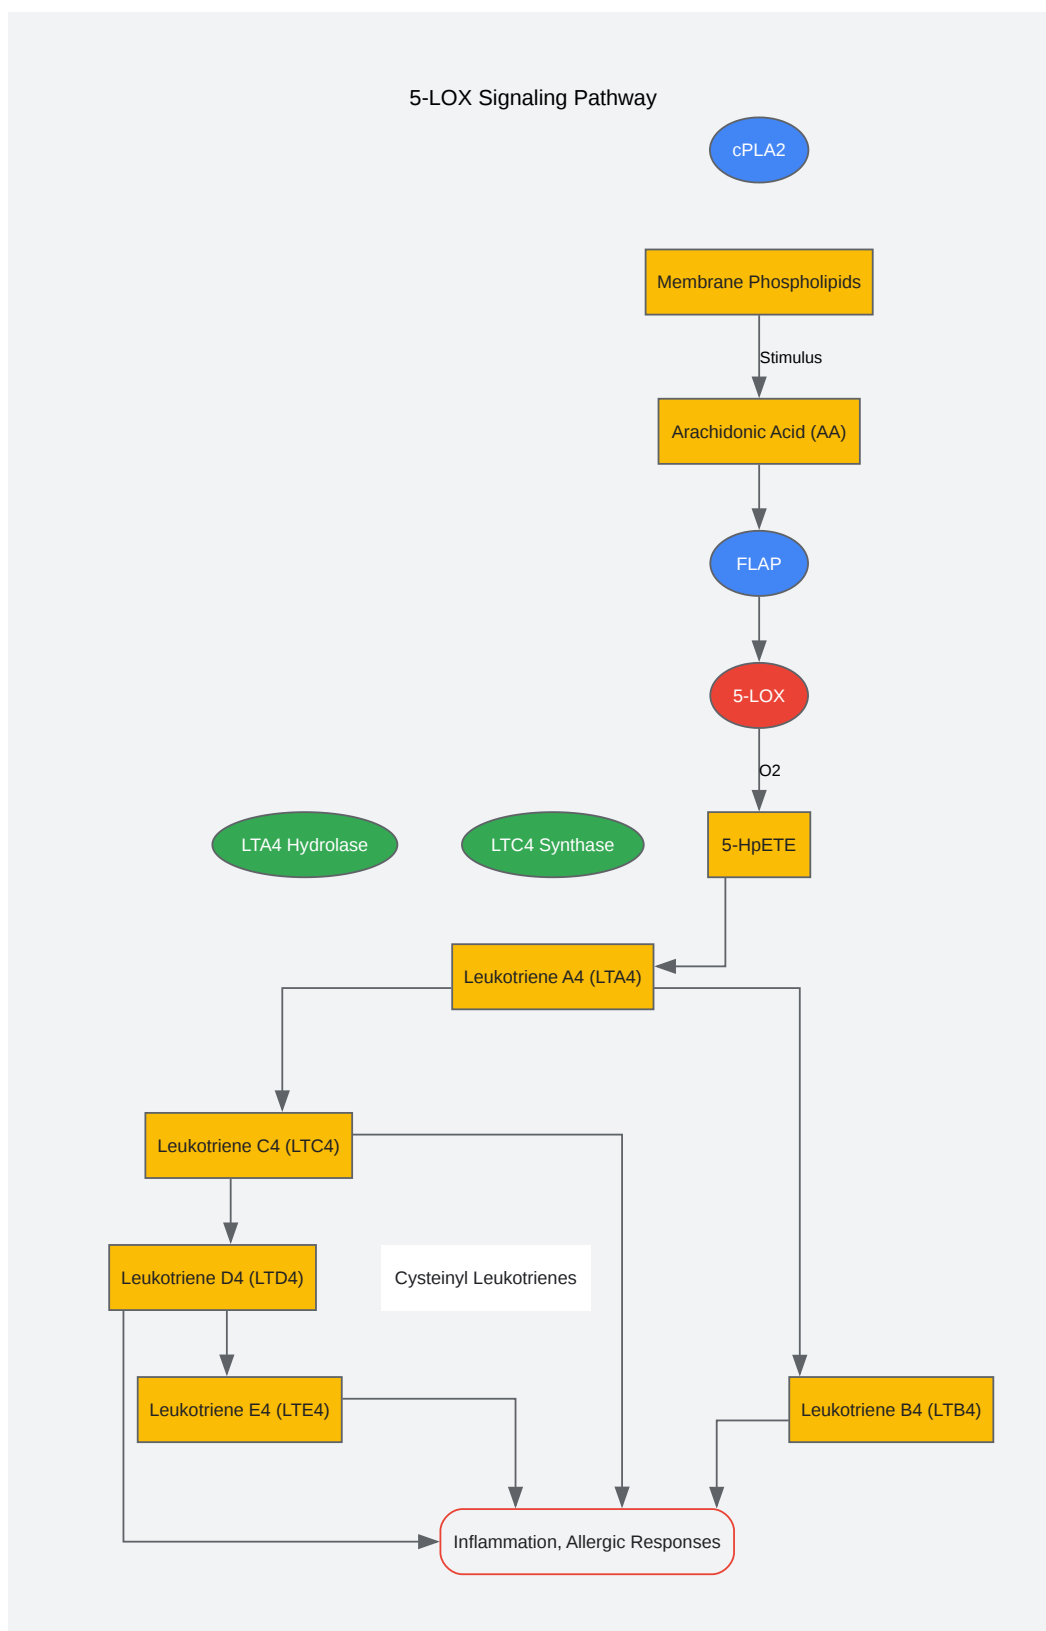 5-LOX Signaling Pathway
cPLA2
Membrane Phospholipids
Stimulus
Arachidonic Acid (AA)
FLAP
5-LOX
O2
LTA4 Hydrolase
LTC4 Synthase
5-HpETE
Leukotriene A4 (LTA4)
Leukotriene C4 (LTC4)
Leukotriene D4 (LTD4)
Cysteinyl Leukotrienes
Leukotriene E4 (LTE4)
Leukotriene B4 (LTB4)
Inflammation, Allergic Responses